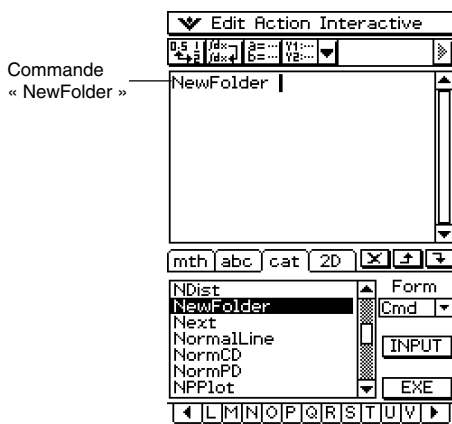 Edit Action Interactive
Commande
« NewFolder »
NewFolder
mth abc cat 2D
NDist
NewFolder
Next
NormalLine
NormCD
NormPD
NPPlot
Form
Cmd
INPUT
EXE
L M N O P Q R S T U V